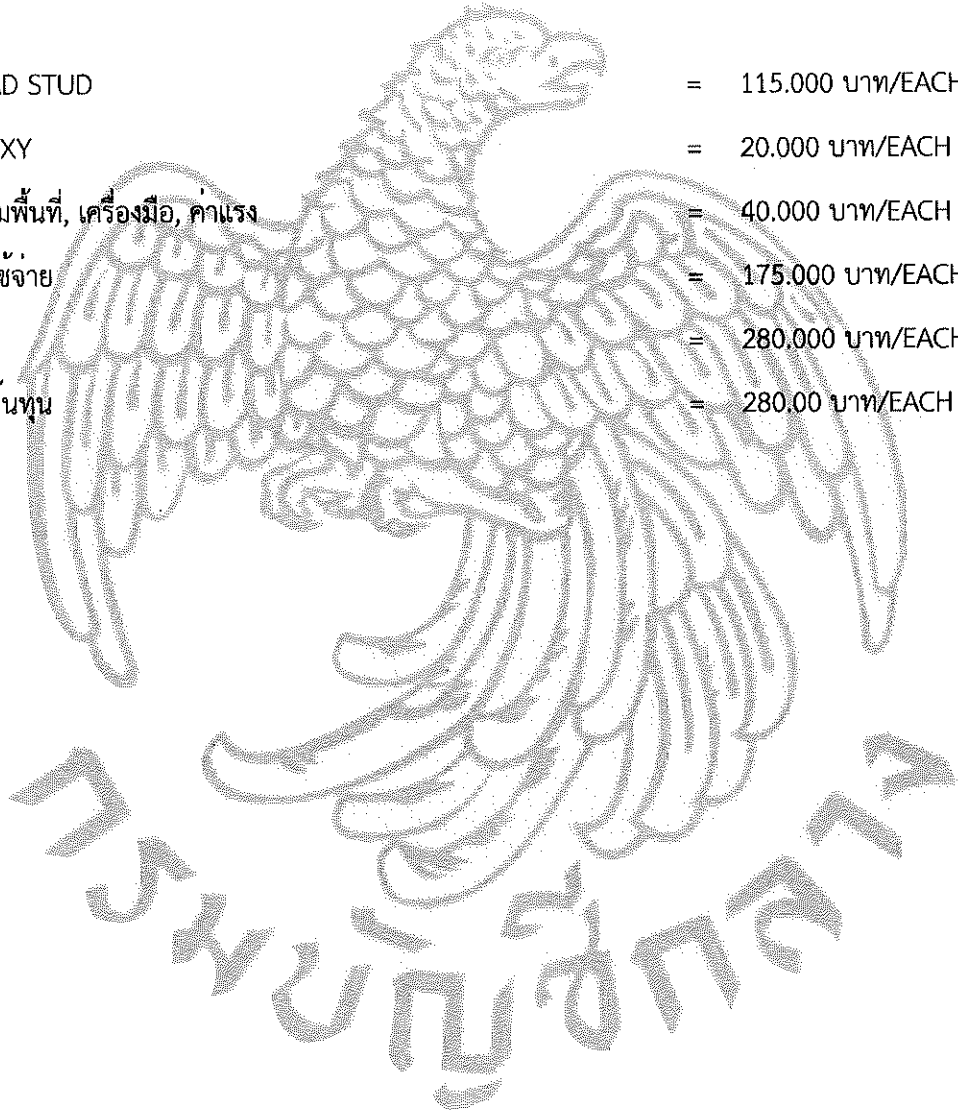 AD STUD = 115.000 บาท/EACH
XY = 20.000 บาท/EACH
มพื้นที่, เครื่องมือ, ค่าแรง = 40.000 บาท/EACH
ช้จ่าย = 175.000 บาท/EACH
= 280.000 บาท/EACH
้นทุน = 280.00 บาท/EACH
กรมบัญชีกลาง